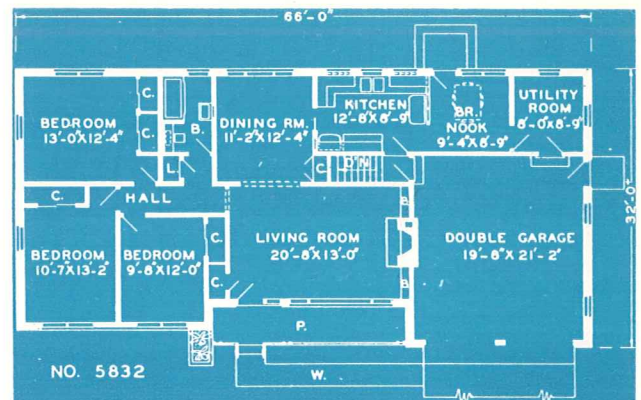 66'-0"
BEDROOM
13'-0"X12'-4"
C.
C.
B.
L.
DINING RM.
11'-2"X12'-4"
KITCHEN
12'-8"X8'-9"
BR.
NOOK
9'-4"X8'-9"
UTILITY
ROOM
8'-0"X8'-9"
C.
D'N
HALL
C.
BEDROOM
10'-7"X13'-2"
BEDROOM
9'-8"X12'-0"
C.
C.
LIVING ROOM
20'-8"X13'-0"
B
B
DOUBLE GARAGE
19'-8"X 21'-2"
32'-0"
P.
W.
NO. 5832